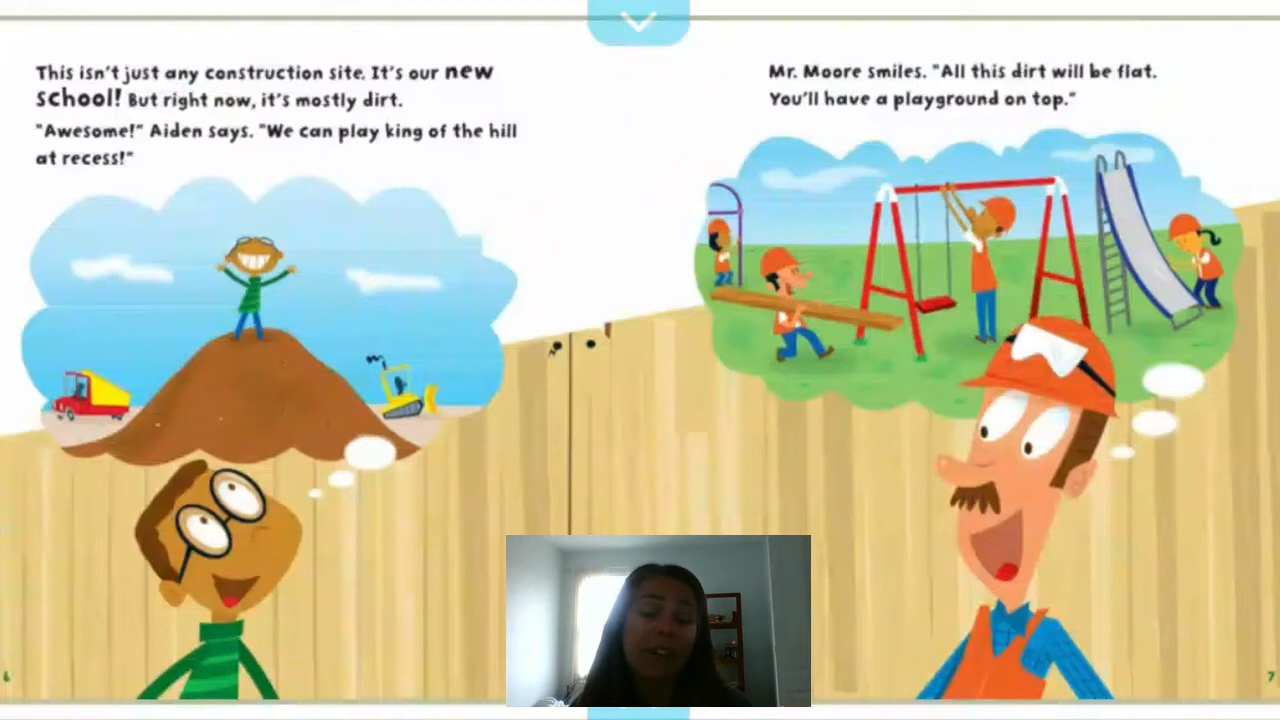 This isn't just any construction site. It's our new
school! But right now, it's mostly dirt.
"Awesome!" Aiden says. "We can play king of the hill
at recess!"
Mr. Moore smiles. "All this dirt will be flat.
You'll have a playground on top."
6
7